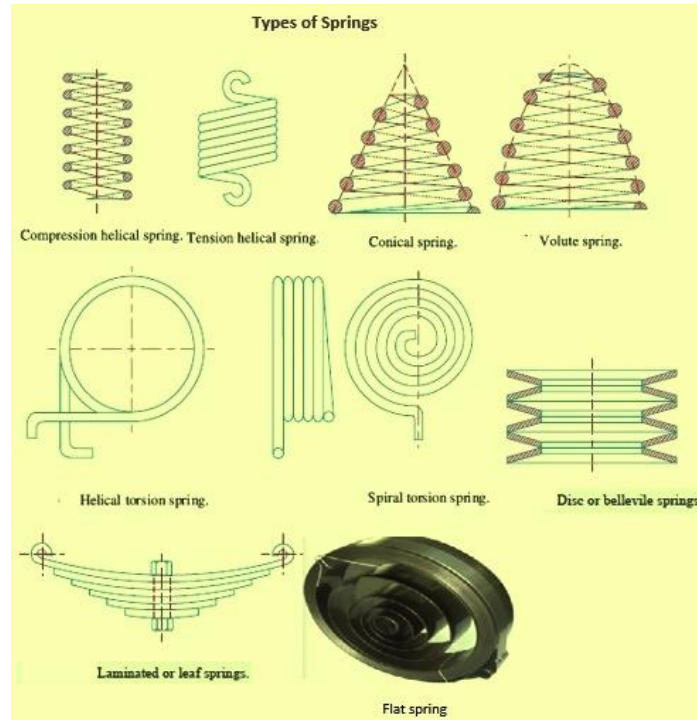 Types of Springs
Compression helical spring. Tension helical spring.
Conical spring.
Volute spring.
Helical torsion spring.
Spiral torsion spring.
Disc or bellevile springs
Laminated or leaf springs.
Flat spring